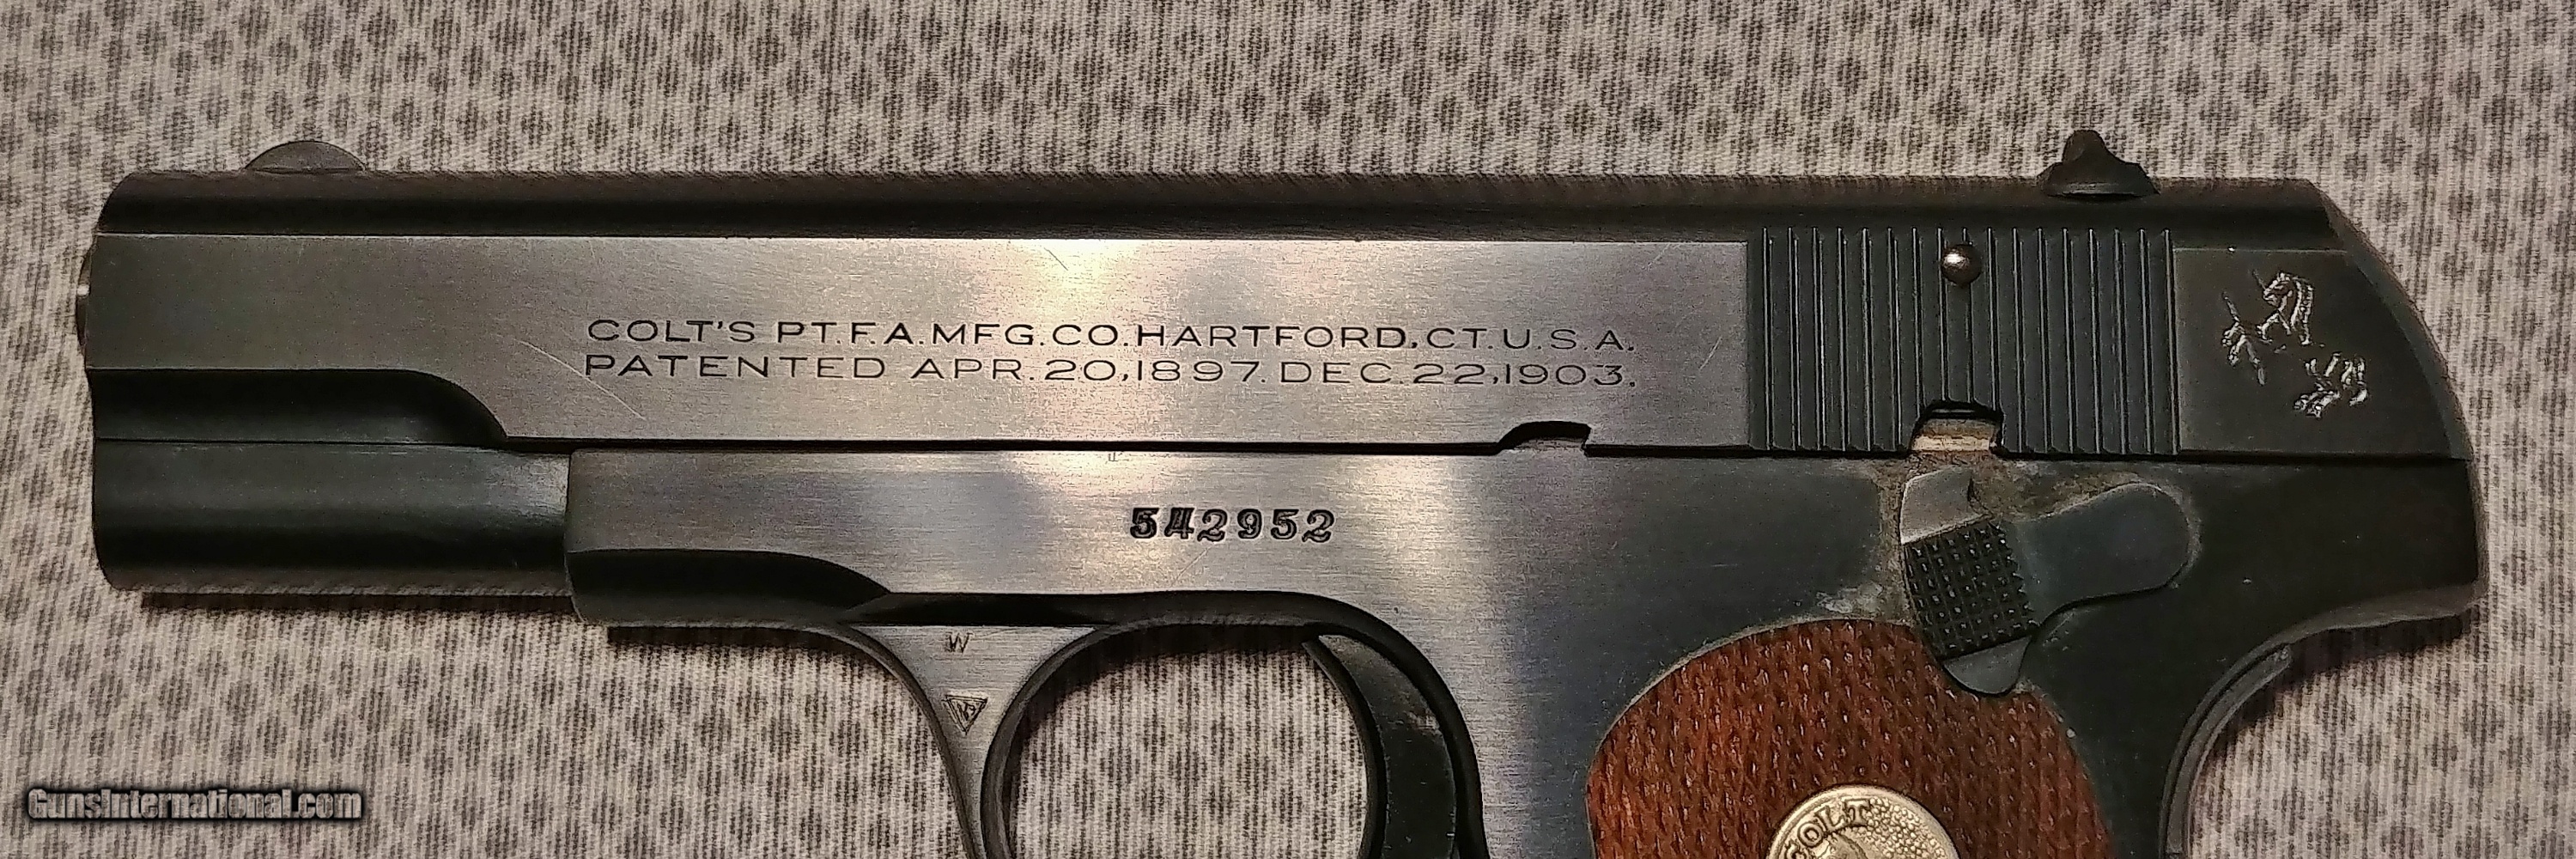 COLT'S PT.F.A.MFG.CO.HARTFORD,CT.U.S.A.
PATENTED APR.20,1897.DEC.22,1903.
542952
W
COLT
GunsInternational.com